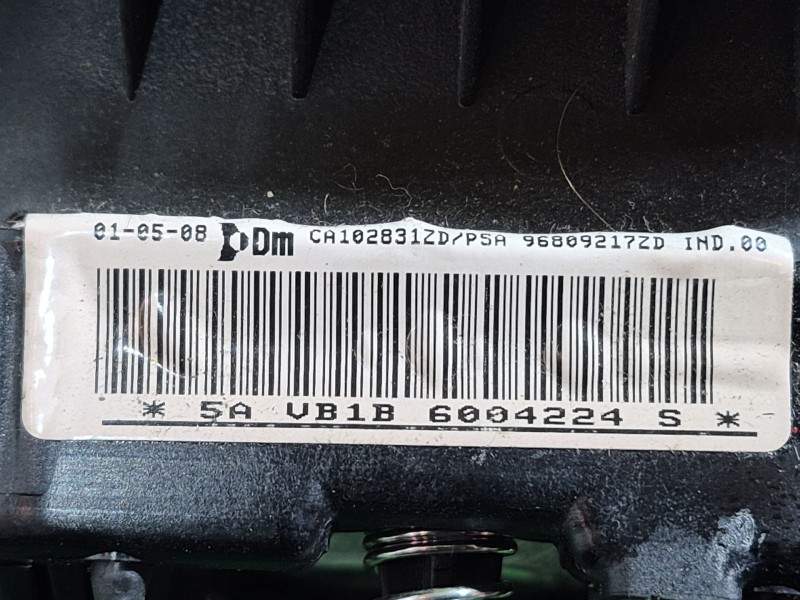 01-05-08 Dm CA102831ZD/PSA 96809217ZD IND.00
* 5A VB1B 6004224 S *